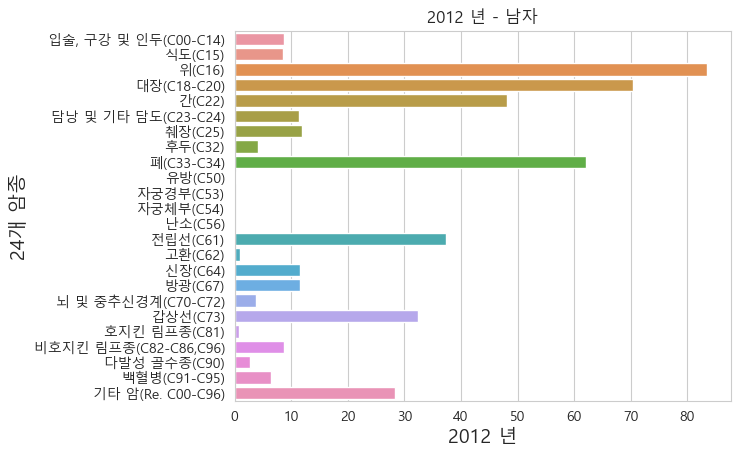 2012 년 - 남자
입술, 구강 및 인두(C00-C14)
식도(C15)
위(C16)
대장(C18-C20)
간(C22)
담낭 및 기타 담도(C23-C24)
췌장(C25)
후두(C32)
폐(C33-C34)
유방(C50)
자궁경부(C53)
자궁체부(C54)
난소(C56)
전립선(C61)
고환(C62)
신장(C64)
방광(C67)
뇌 및 중추신경계(C70-C72)
갑상선(C73)
호지킨 림프종(C81)
비호지킨 림프종(C82-C86,C96)
다발성 골수종(C90)
백혈병(C91-C95)
기타 암(Re. C00-C96)
24개 암종
0 10 20 30 40 50 60 70 80
2012 년